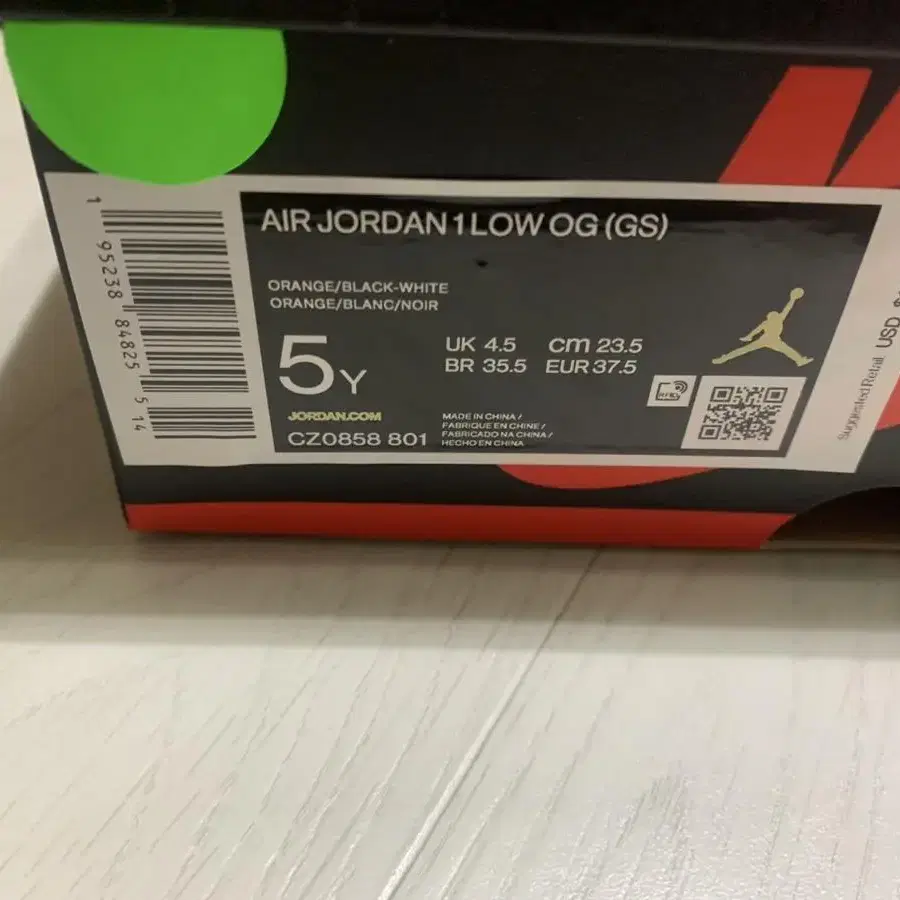 AIR JORDAN 1 LOW OG (GS)
ORANGE/BLACK-WHITE
ORANGE/BLANC/NOIR
5Y
UK 4.5 cm 23.5
BR 35.5 EUR 37.5
JORDAN.COM
CZ0858 801
MADE IN CHINA /
FABRIQUE EN CHINE /
FABRICADO NA CHINA /
HECHO EN CHINA
1 95238 84825 5 14
Suggested Retail USD